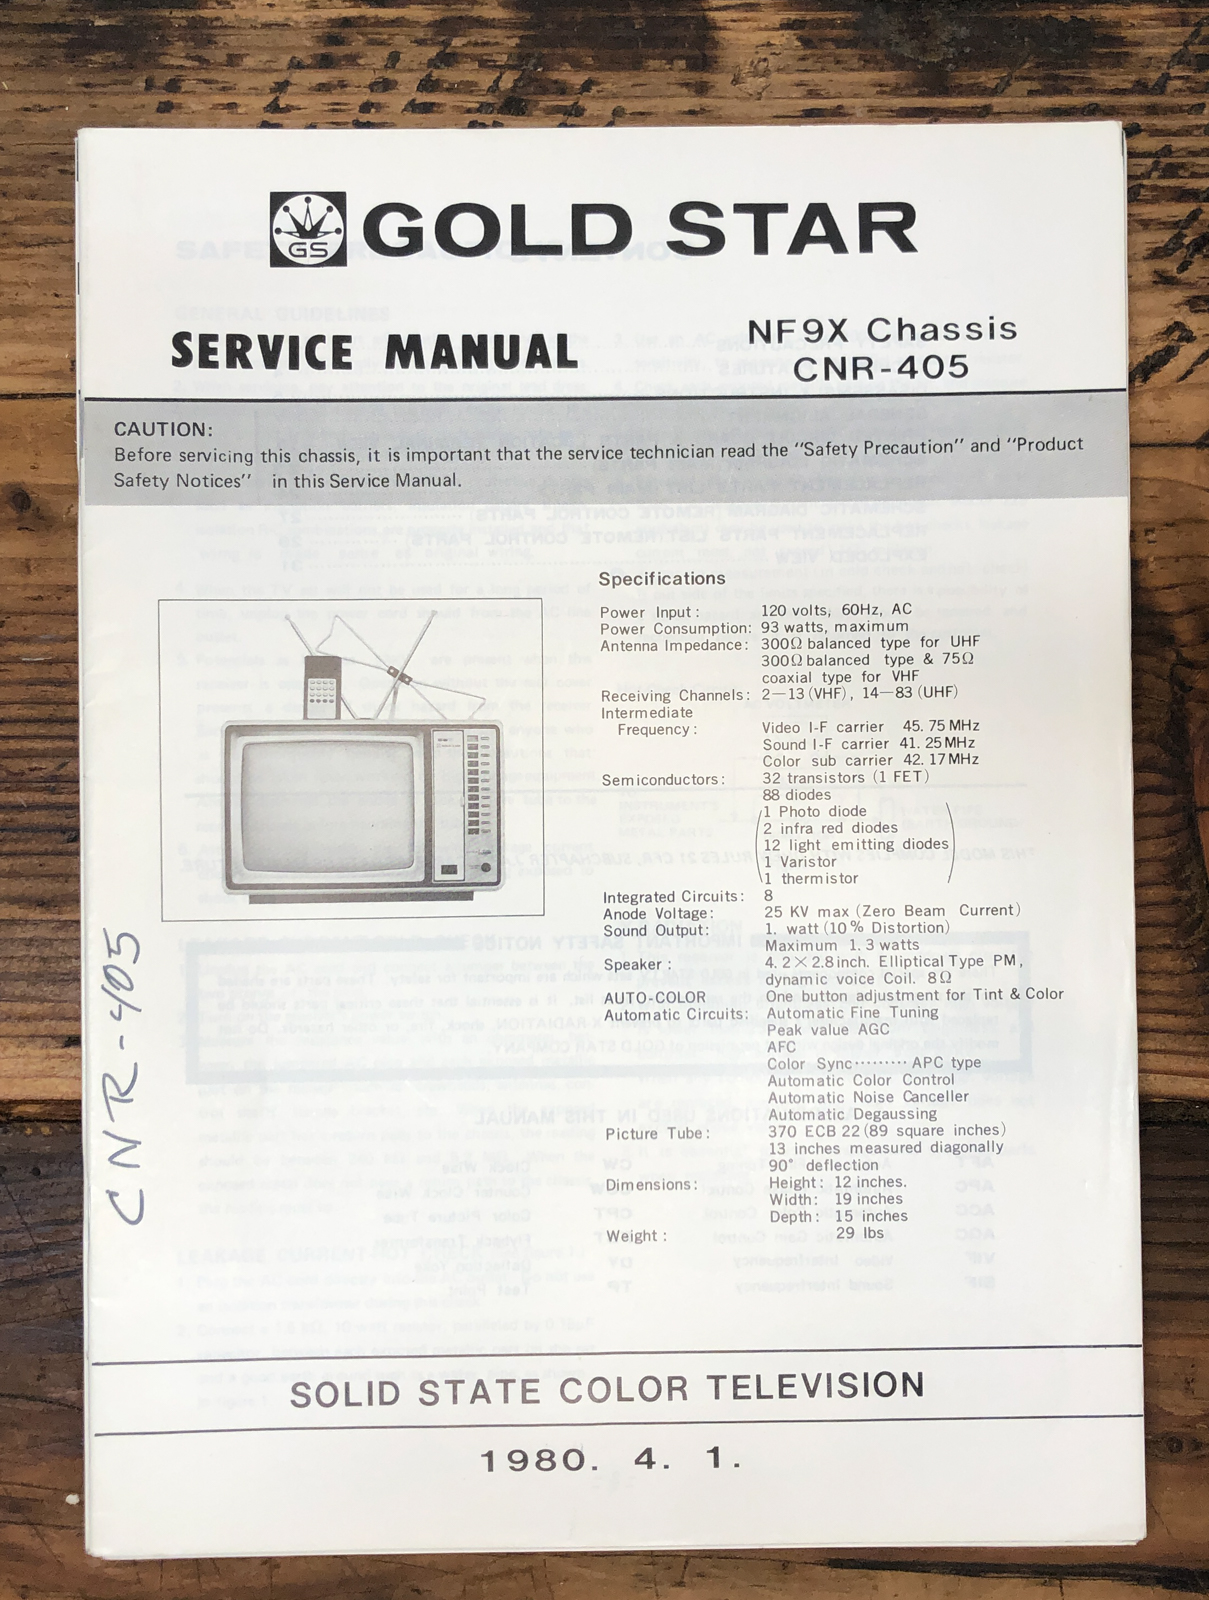 GS
GOLD STAR
SERVICE MANUAL
NF9X Chassis
CNR-405
CAUTION:
Before servicing this chassis, it is important that the service technician read the "Safety Precaution" and "Product
Safety Notices" in this Service Manual.
Specifications
Power Input: 120 volts, 60Hz, AC
Power Consumption: 93 watts, maximum
Antenna Impedance: 300Ω balanced type for UHF
300Ω balanced type & 75Ω
coaxial type for VHF
Receiving Channels: 2—13 (VHF), 14—83 (UHF)
Intermediate
Frequency: Video I-F carrier 45.75 MHz
Sound I-F carrier 41.25 MHz
Color sub carrier 42.17 MHz
Semiconductors: 32 transistors (1 FET)
88 diodes
(1 Photo diode
2 infra red diodes
12 light emitting diodes
1 Varistor
1 thermistor)
Integrated Circuits: 8
Anode Voltage: 25 KV max (Zero Beam Current)
Sound Output: 1. watt (10% Distortion)
Maximum 1.3 watts
Speaker: 4.2×2.8 inch. Elliptical Type PM,
dynamic voice Coil. 8Ω
AUTO-COLOR One button adjustment for Tint & Color
Automatic Circuits: Automatic Fine Tuning
Peak value AGC
AFC
Color Sync········· APC type
Automatic Color Control
Automatic Noise Canceller
Automatic Degaussing
Picture Tube: 370 ECB 22 (89 square inches)
13 inches measured diagonally
90° deflection
Dimensions: Height: 12 inches.
Width: 19 inches
Depth: 15 inches
Weight: 29 lbs
CNR-405
SOLID STATE COLOR TELEVISION
1980. 4. 1.